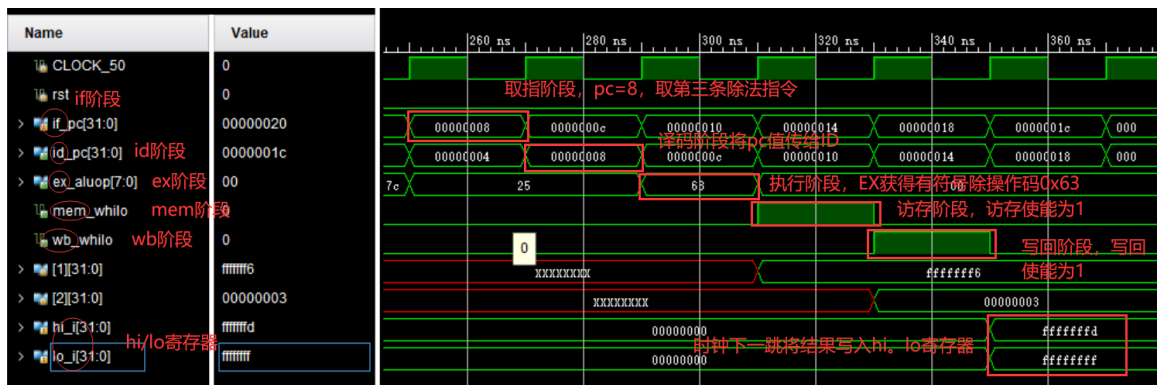 Name Value
260 ns 280 ns 300 ns 320 ns 340 ns 360 ns
CLOCK_50 0
取指阶段，pc=8，取第三条除法指令
rst if阶段 0
if_pc[31:0] 00000020 00000008 0000000c 00000010 00000014 00000018 0000001c 000
译码阶段将pc值传给ID
id_pc[31:0] id阶段 0000001c 00000004 00000008 0000000c 00000010 00000014 00000018 000
ex_aluop[7:0] ex阶段 00 7c 25 63 执行阶段，EX获得有符号除操作码0x63
mem_whilo mem阶段 0 访存阶段，访存使能为1
wb_whilo wb阶段 0 0 写回阶段，写回
使能为1
[1][31:0] fffffff6 XXXXXXXX fffffff6
[2][31:0] 00000003 XXXXXXXX 00000003
hi_i[31:0] fffffffd 00000000 fffffffd
hi/lo寄存器 时钟下一跳将结果写入hi。lo寄存器
lo_i[31:0] ffffffff 00000000 ffffffff